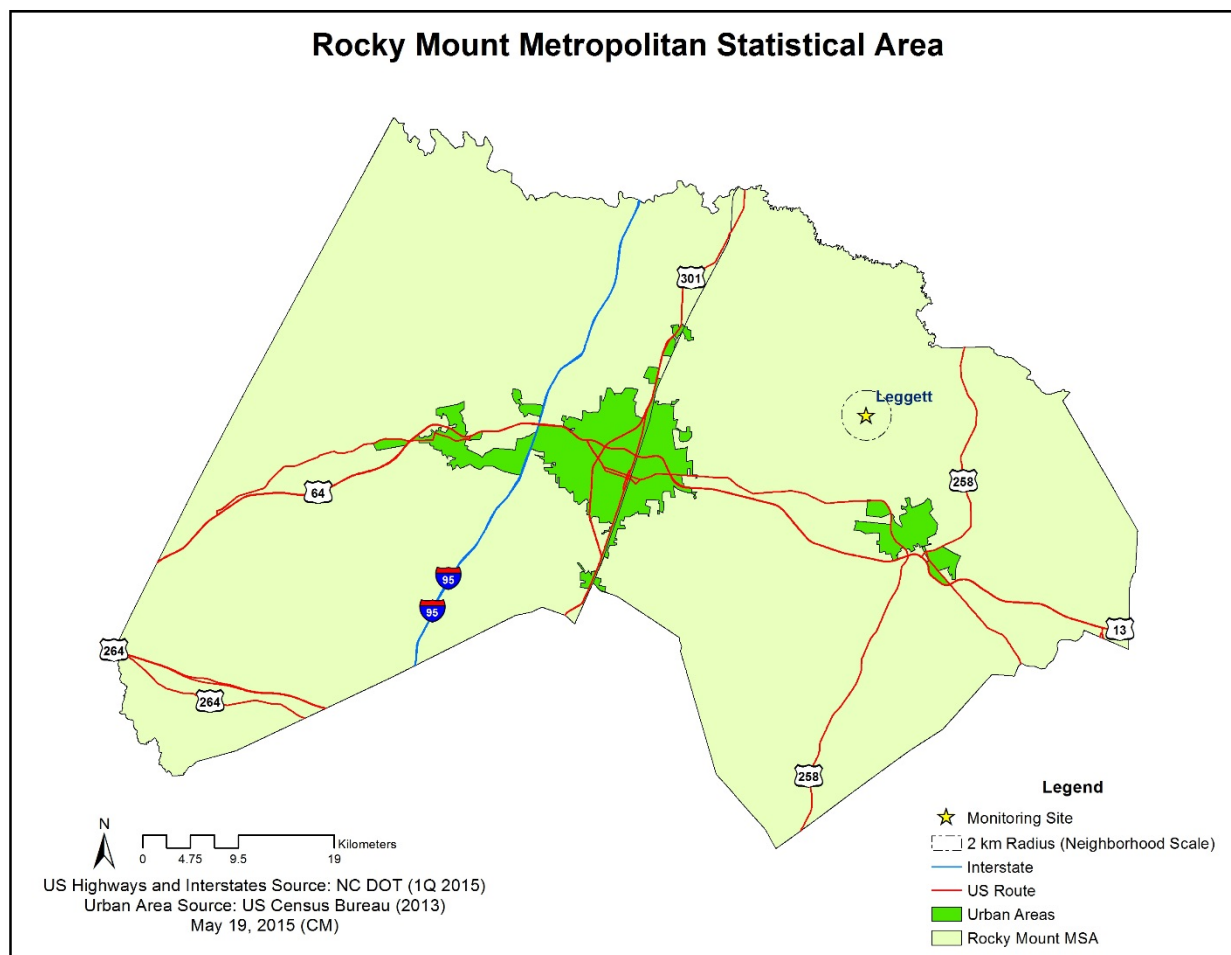 Rocky Mount Metropolitan Statistical Area
301
Leggett
258
64
95
95
13
264
264
258
N
Kilometers
0 4.75 9.5 19
US Highways and Interstates Source: NC DOT (1Q 2015)
Urban Area Source: US Census Bureau (2013)
May 19, 2015 (CM)
Legend
Monitoring Site
2 km Radius (Neighborhood Scale)
Interstate
US Route
Urban Areas
Rocky Mount MSA